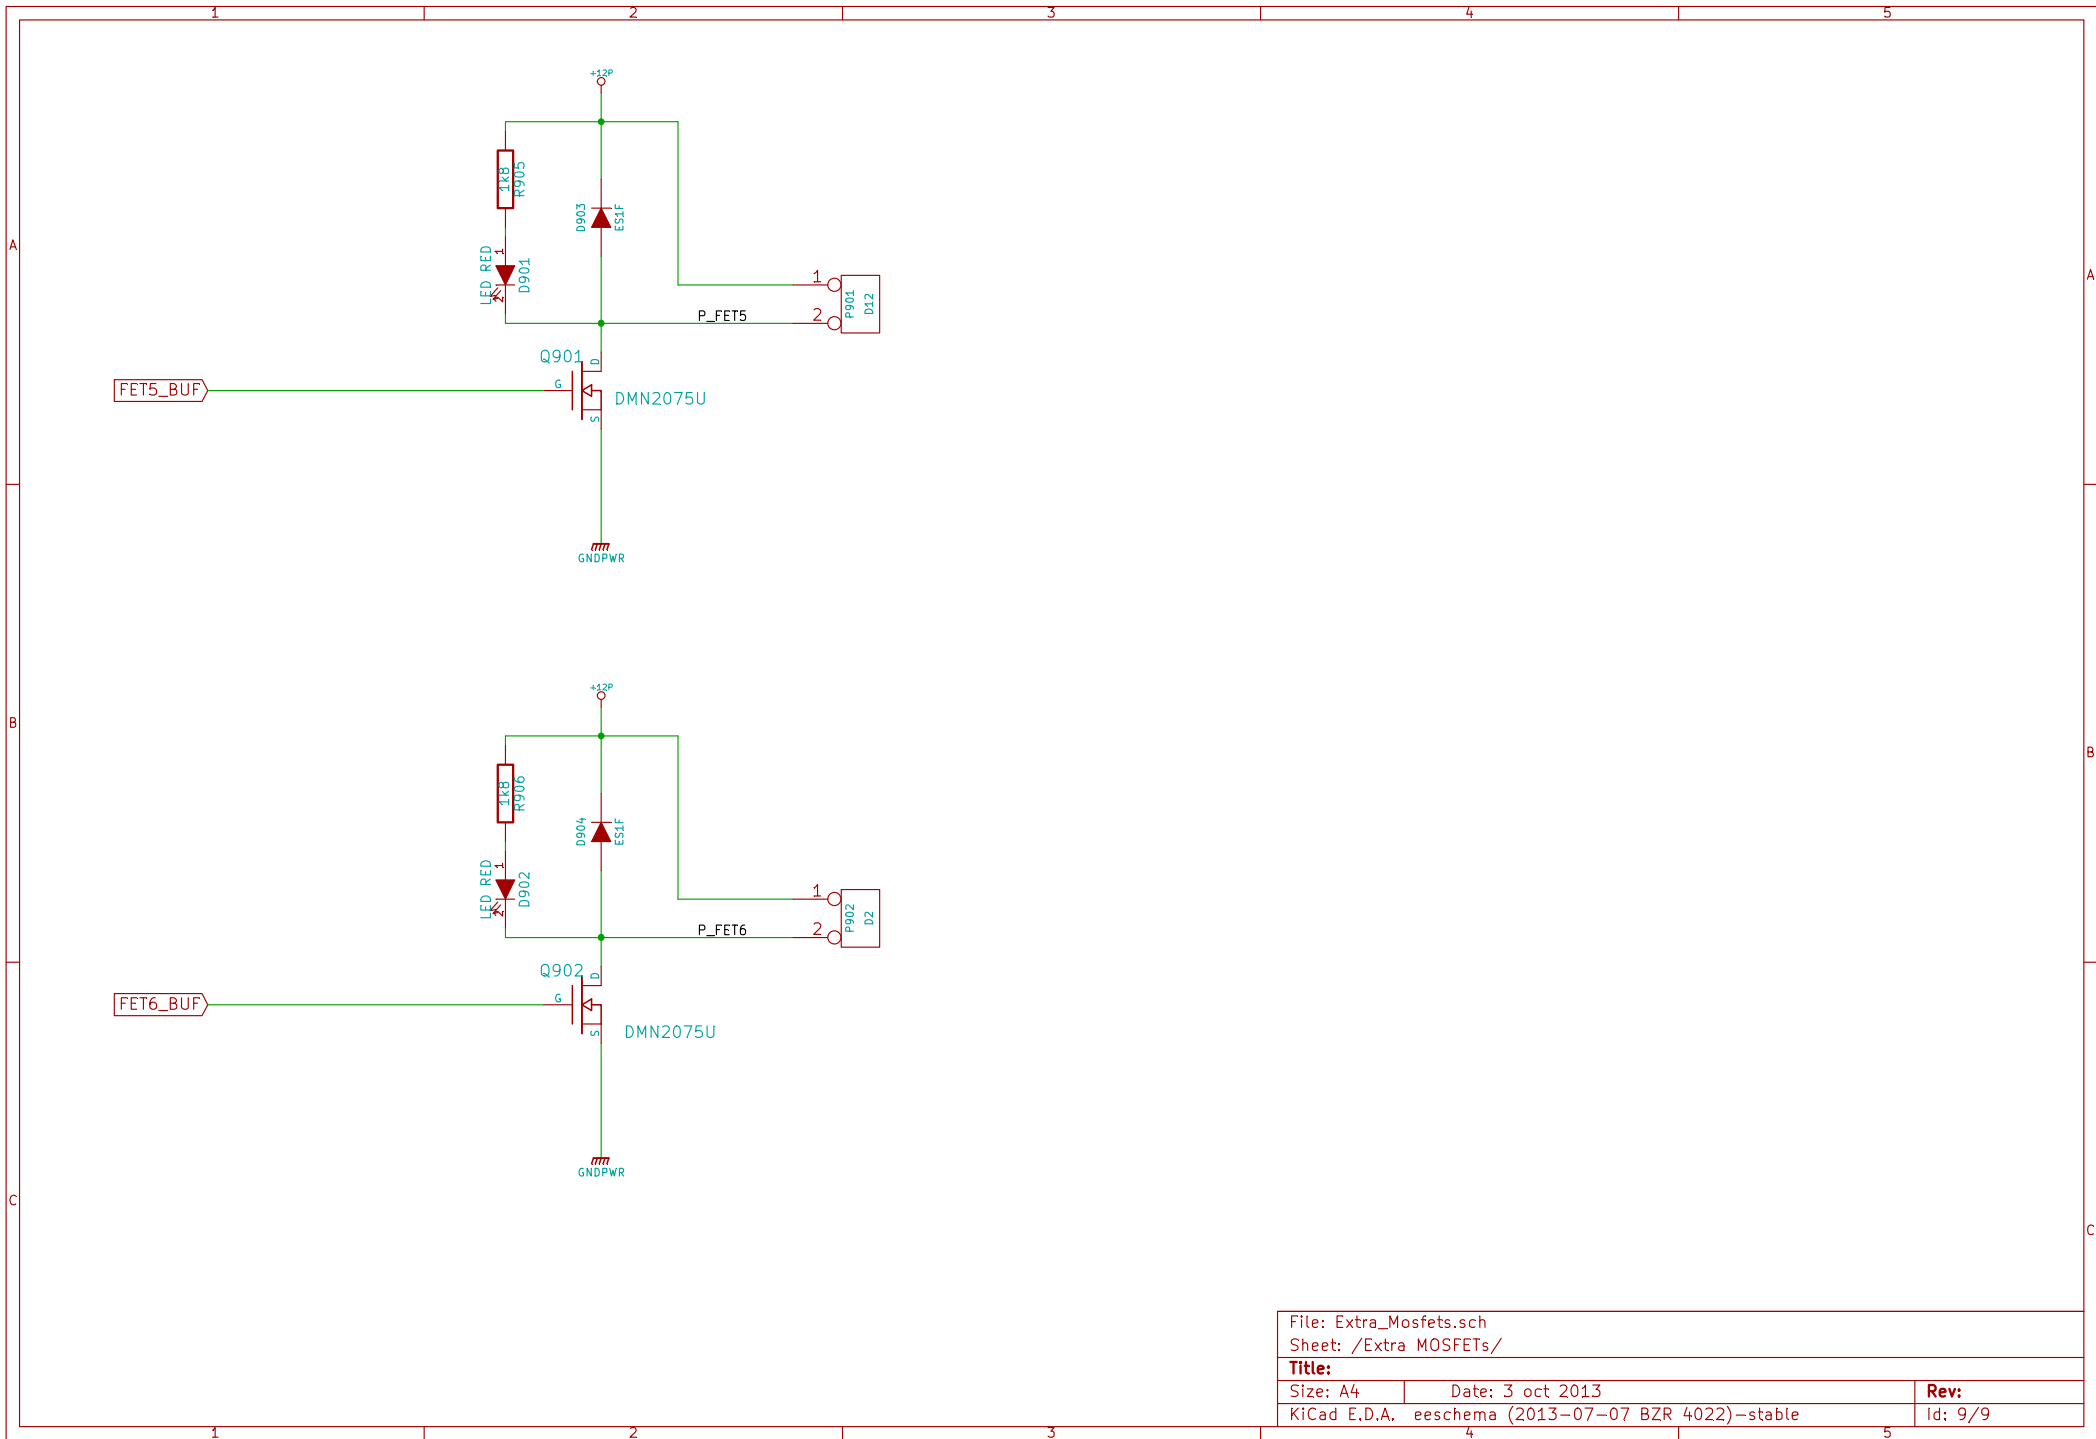 1 2 3 4 5
+12P
1k8
R905
D903
ES1F
A
A
LED RED
1
2
D901
1
2
P901
D12
P_FET5
Q901
D
G
S
FET5_BUF
DMN2075U
GNDPWR
+12P
B
B
1k8
R906
D904
ES1F
LED RED
1
2
D902
1
2
P902
D2
P_FET6
Q902
D
G
S
FET6_BUF
DMN2075U
GNDPWR
C
C
File: Extra_Mosfets.sch
Sheet: /Extra MOSFETs/
Title:
Size: A4 Date: 3 oct 2013 Rev:
KiCad E.D.A. eeschema (2013-07-07 BZR 4022)-stable Id: 9/9
1 2 3 4 5